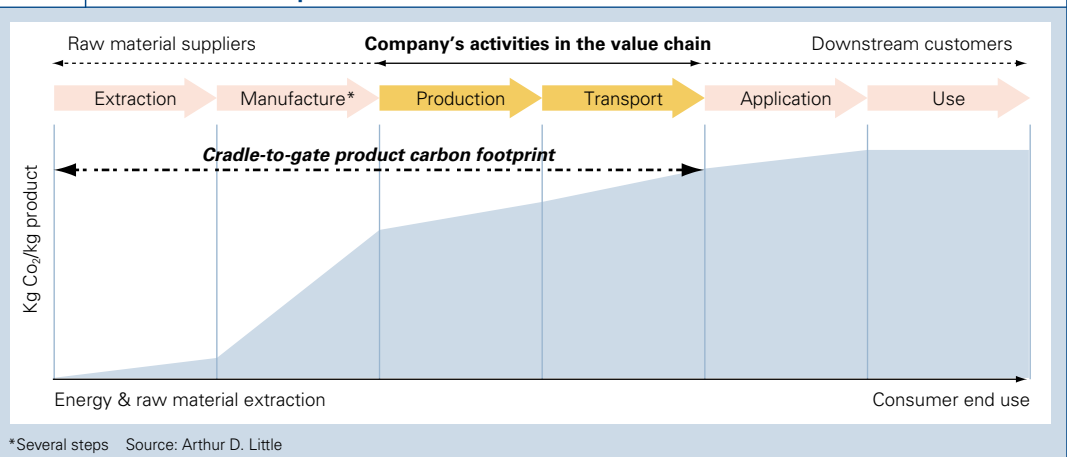 Raw material suppliers
Company's activities in the value chain
Downstream customers
Extraction
Manufacture*
Production
Transport
Application
Use
Cradle-to-gate product carbon footprint
Kg Co₂/kg product
Energy & raw material extraction
Consumer end use
*Several steps Source: Arthur D. Little